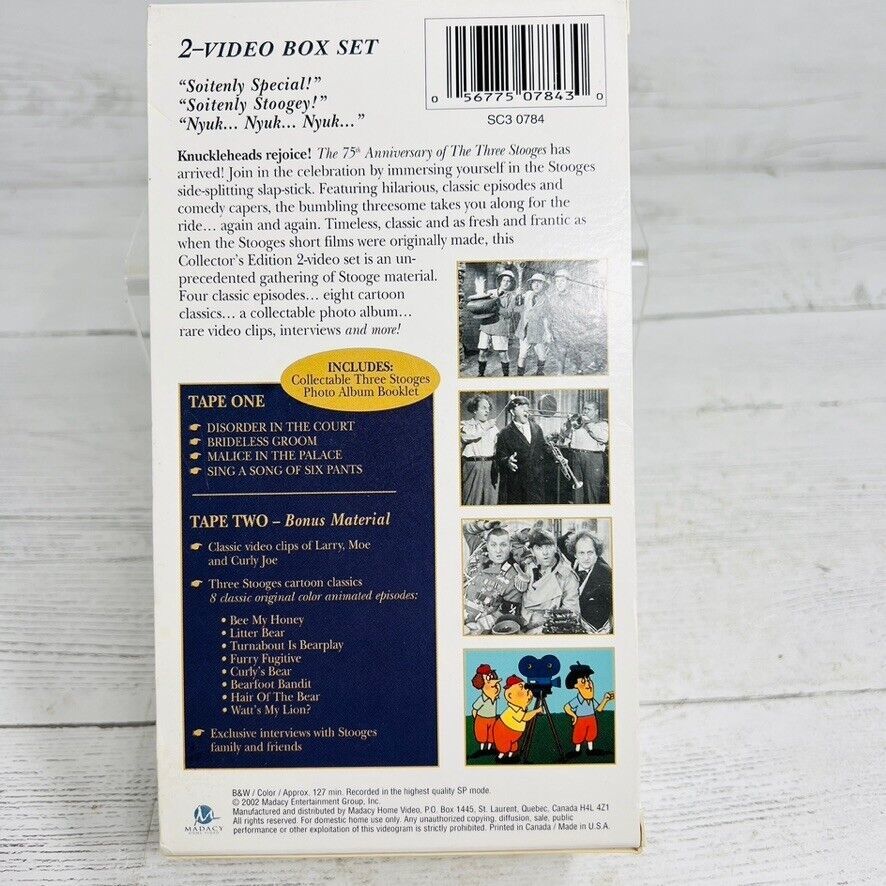 2-VIDEO BOX SET
"Soitenly Special!"
"Soitenly Stoogey!"
"Nyuk... Nyuk... Nyuk..."
0 56775 07843 0
SC3 0784
Knuckleheads rejoice! The 75th Anniversary of The Three Stooges has
arrived! Join in the celebration by immersing yourself in the Stooges
side-splitting slap-stick. Featuring hilarious, classic episodes and
comedy capers, the bumbling threesome takes you along for the
ride... again and again. Timeless, classic and as fresh and frantic as
when the Stooges short films were originally made, this
Collector's Edition 2-video set is an un-
precedented gathering of Stooge material.
Four classic episodes... eight cartoon
classics... a collectable photo album...
rare video clips, interviews and more!
INCLUDES:
Collectable Three Stooges
Photo Album Booklet
TAPE ONE
DISORDER IN THE COURT
BRIDELESS GROOM
MALICE IN THE PALACE
SING A SONG OF SIX PANTS
TAPE TWO – Bonus Material
Classic video clips of Larry, Moe
and Curly Joe
Three Stooges cartoon classics
8 classic original color animated episodes:
• Bee My Honey
• Litter Bear
• Turnabout Is Bearplay
• Furry Fugitive
• Curly's Bear
• Bearfoot Bandit
• Hair Of The Bear
• Watt's My Lion?
Exclusive interviews with Stooges
family and friends
MADACY
HOME VIDEO
B&W / Color / Approx. 127 min. Recorded in the highest quality SP mode.
© 2002 Madacy Entertainment Group, Inc.
Manufactured and distributed by Madacy Home Video, P.O. Box 1445, St. Laurent, Quebec, Canada H4L 4Z1
All rights reserved. For domestic home use only. Any unauthorized copying, diffusion, sale, public
performance or other exploitation of this videogram is strictly prohibited. Printed in Canada / Made in U.S.A.